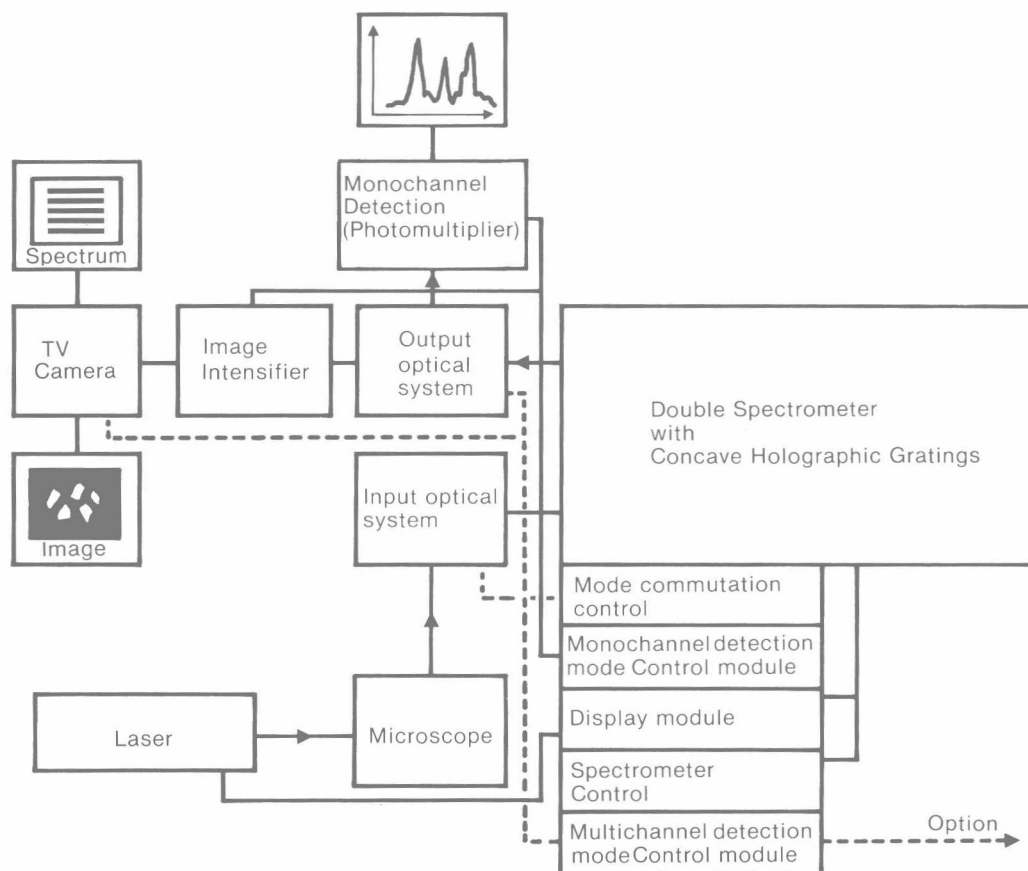 Monochannel
Detection
(Photomultiplier)
Spectrum
TV
Camera
Image
Intensifier
Output
optical
system
Double Spectrometer
with
Concave Holographic Gratings
Image
Input optical
system
Mode commutation
control
Monochannel detection
mode Control module
Laser
Microscope
Display module
Spectrometer
Control
Multichannel detection
mode Control module
Option